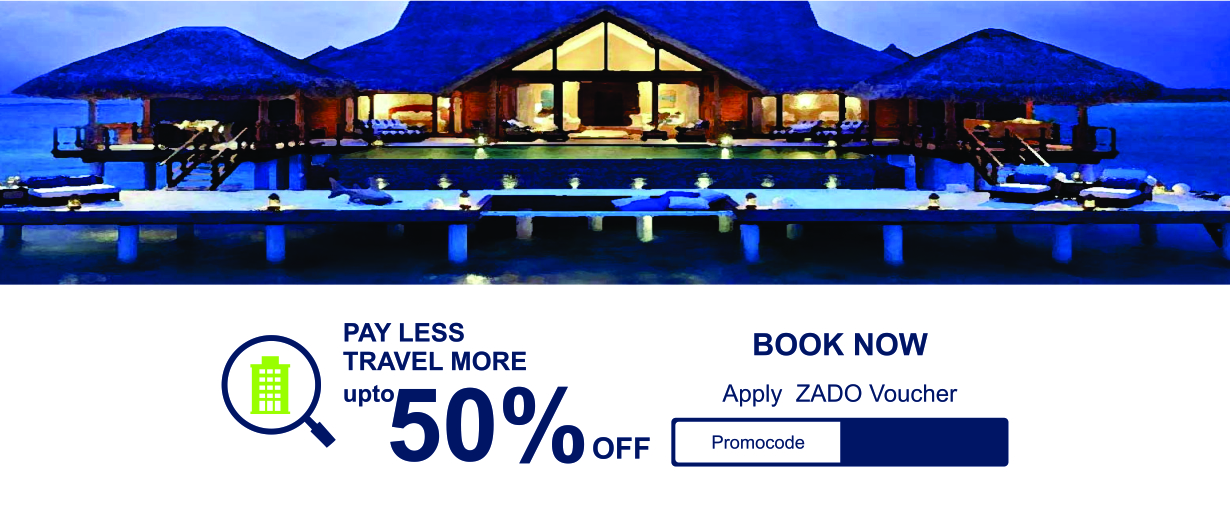 PAY LESS
TRAVEL MORE
upto 50% OFF
BOOK NOW
Apply ZADO Voucher
Promocode